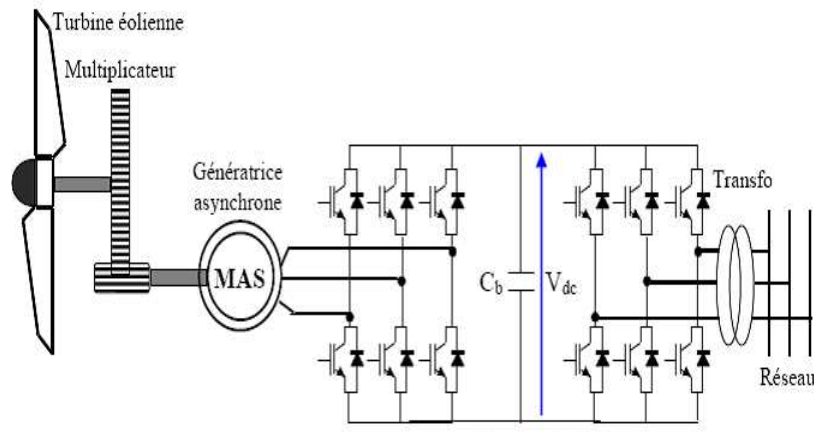 Turbine éolienne
Multiplicateur
Génératrice
asynchrone
MAS
C_b
V_dc
Transfo
Réseau